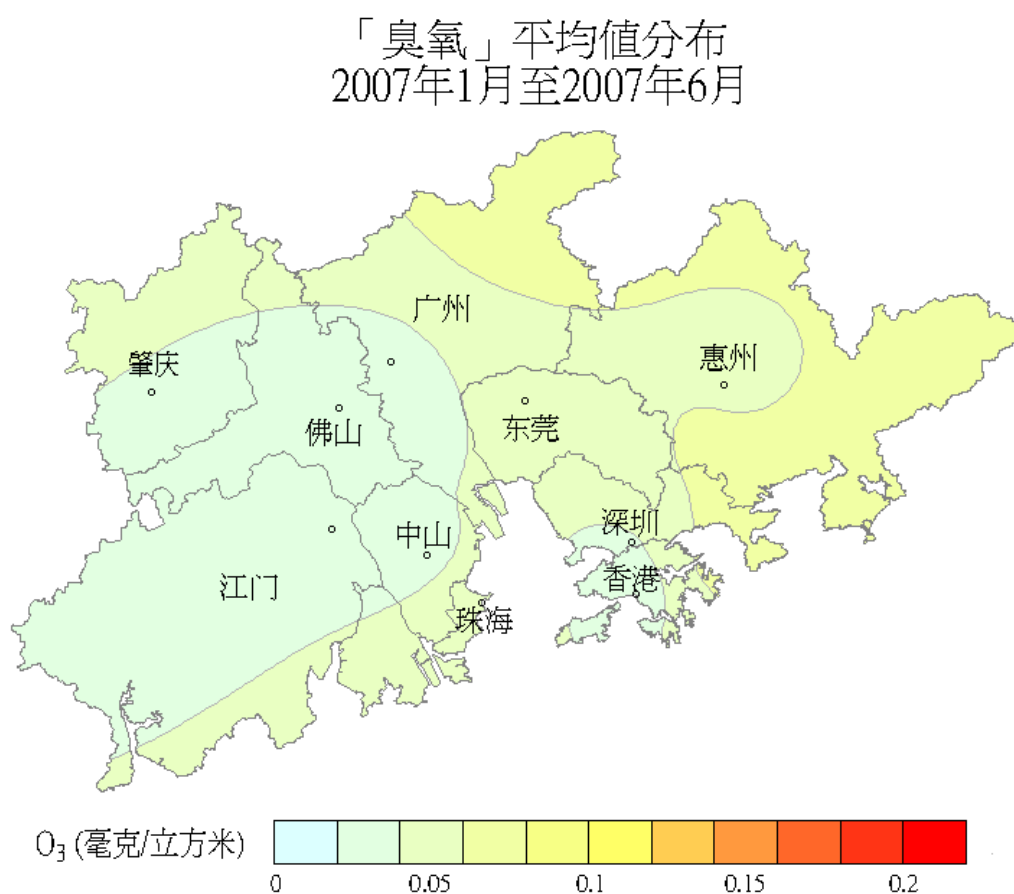 「臭氧」平均值分布
2007年1月至2007年6月
广州
肇庆
惠州
佛山
东莞
深圳
中山
香港
江门
珠海
O₃ (毫克/立方米)
0 0.05 0.1 0.15 0.2